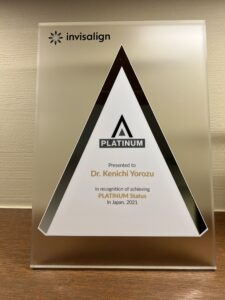 invisalign
PLATINUM
Presented to
Dr. Kenichi Yorozu
in recognition of achieving
PLATINUM Status
In Japan, 2021